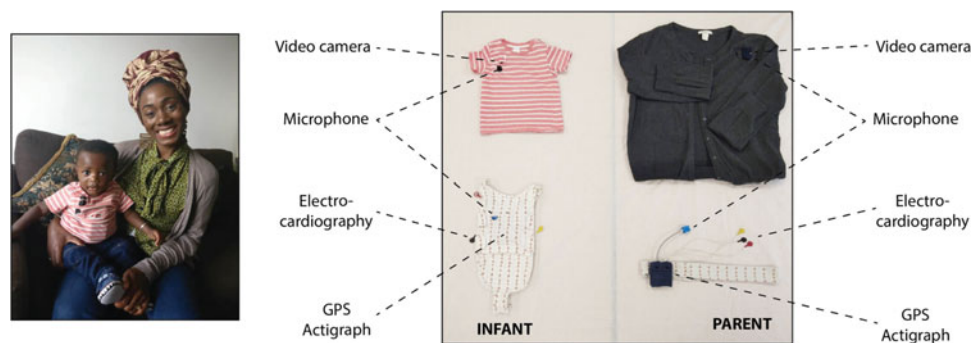 Video camera
Microphone
Electro-
cardiography
GPS
Actigraph
INFANT
PARENT
Video camera
Microphone
Electro-
cardiography
GPS
Actigraph